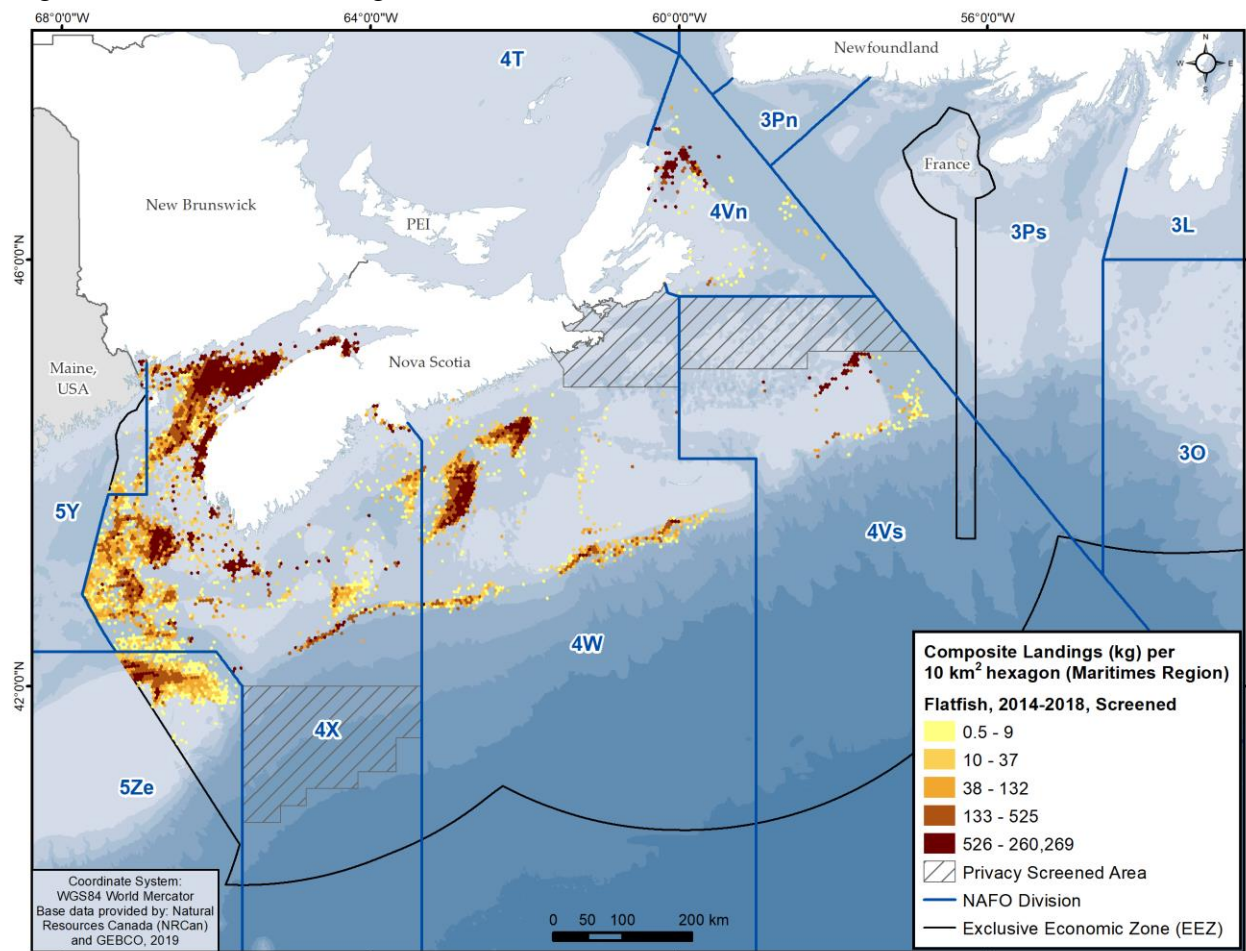 68°0'0"W
64°0'0"W
60°0'0"W
56°0'0"W
46°0'0"N
42°0'0"N
4T
Newfoundland
N
W
E
S
3Pn
France
New Brunswick
PEI
4Vn
3Ps
3L
Maine,
USA
Nova Scotia
5Y
3O
4Vs
4W
4X
5Ze
Composite Landings (kg) per
10 km² hexagon (Maritimes Region)
Flatfish, 2014-2018, Screened
0.5 - 9
10 - 37
38 - 132
133 - 525
526 - 260,269
Privacy Screened Area
NAFO Division
Exclusive Economic Zone (EEZ)
Coordinate System:
WGS84 World Mercator
Base data provided by: Natural
Resources Canada (NRCan)
and GEBCO, 2019
0 50 100 200 km